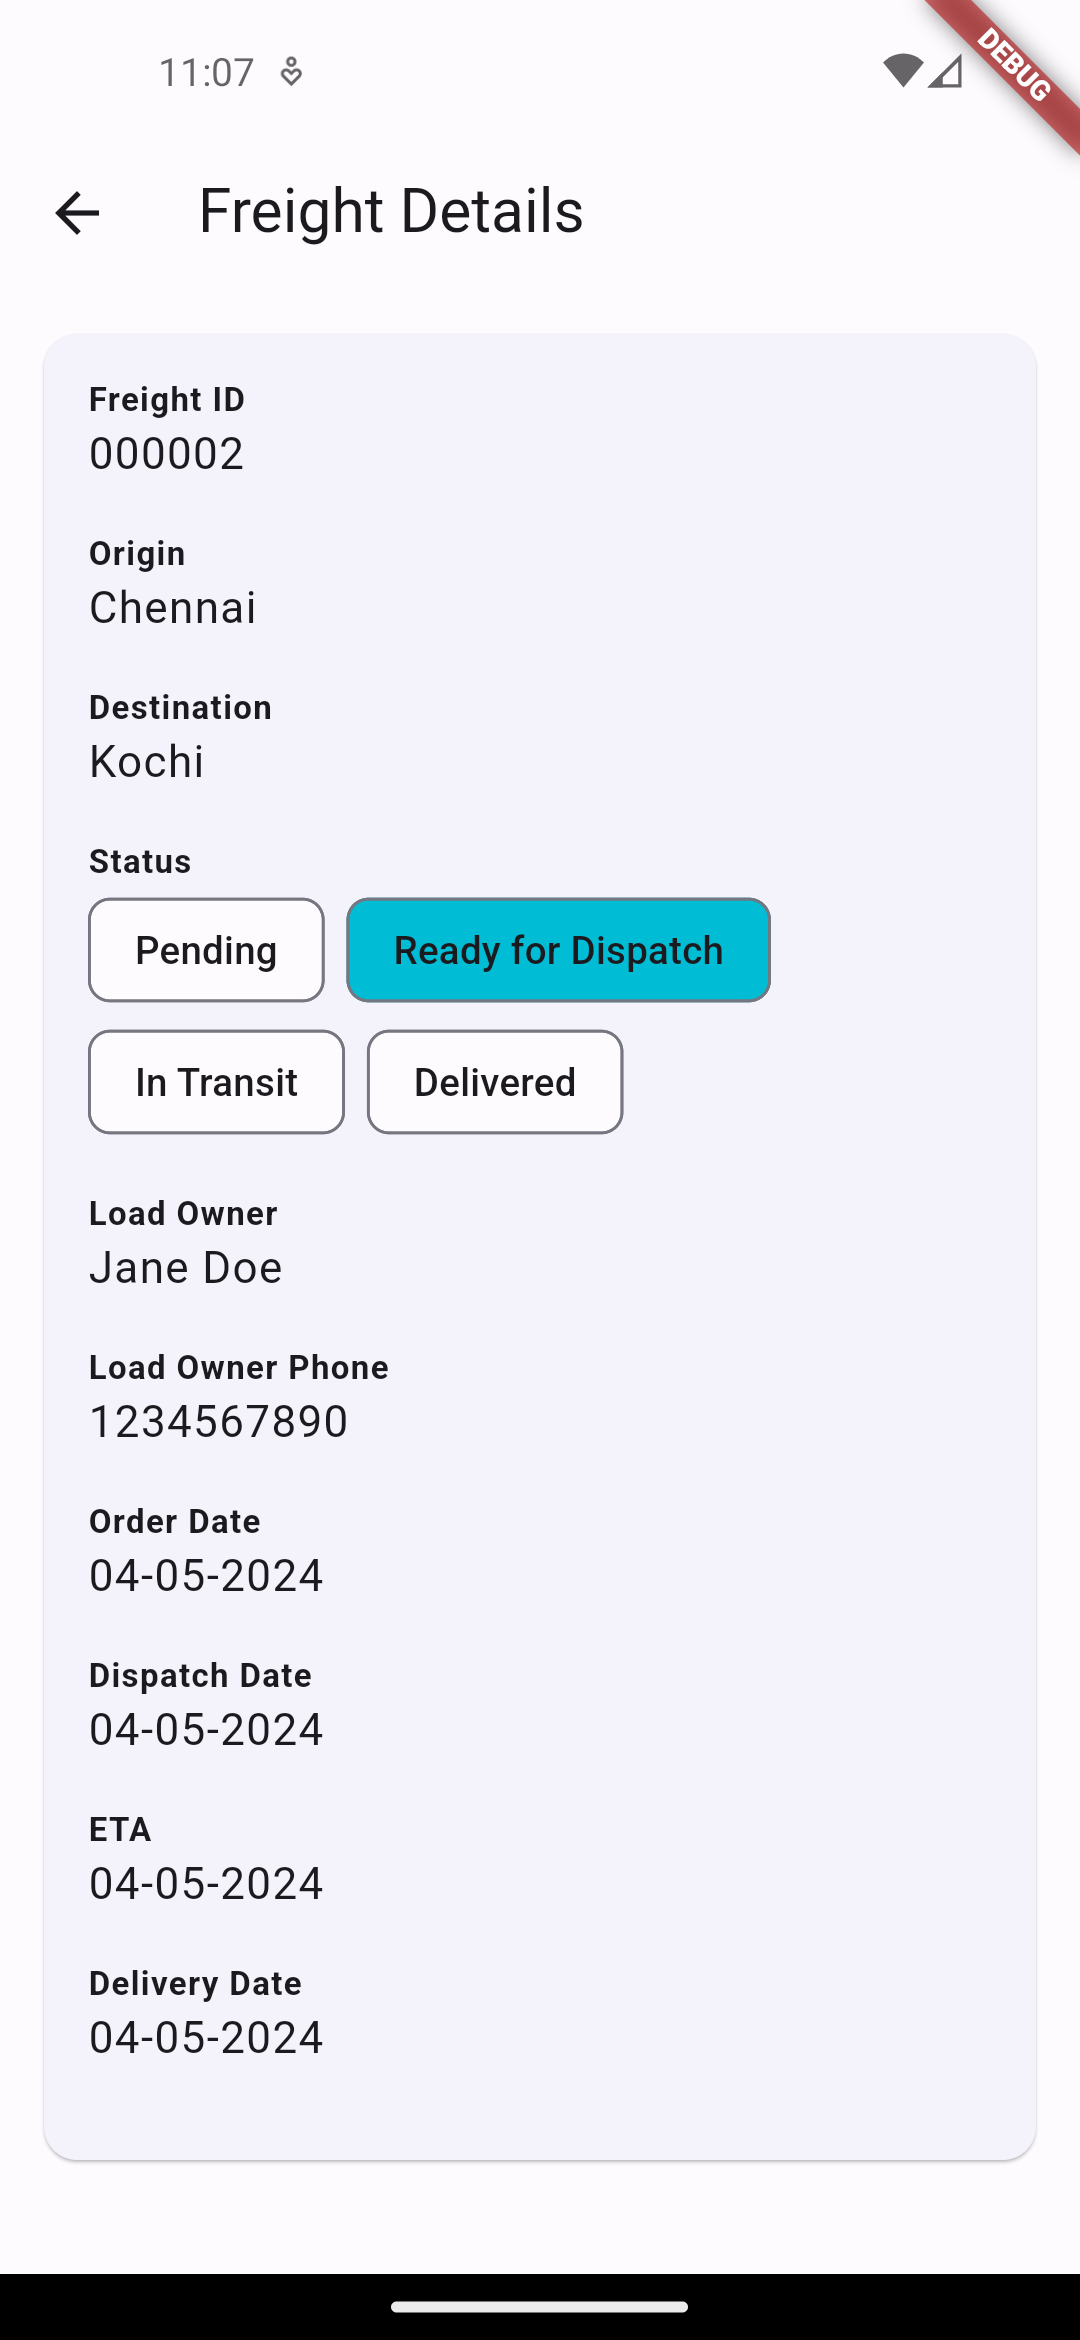 11:07
DEBUG
Freight Details
Freight ID
000002
Origin
Chennai
Destination
Kochi
Status
Pending
Ready for Dispatch
In Transit
Delivered
Load Owner
Jane Doe
Load Owner Phone
1234567890
Order Date
04-05-2024
Dispatch Date
04-05-2024
ETA
04-05-2024
Delivery Date
04-05-2024